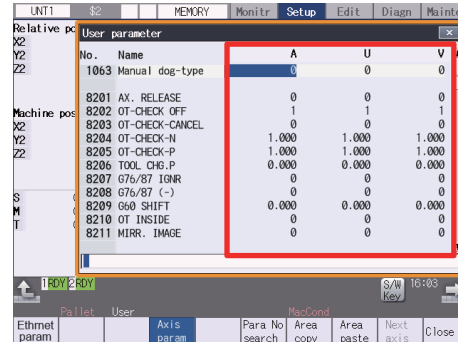 UNT1 $2 MEMORY Monitr Setup Edit Diagn Mainte
Relative po
X2
Y2
Z2
Machine pos
X2
Y2
Z2
S
M
T
User parameter ×
No. Name A U V
1063 Manual dog-type 0 0 0
8201 AX. RELEASE 0 0 0
8202 OT-CHECK OFF 1 1 1
8203 OT-CHECK-CANCEL 0 0 0
8204 OT-CHECK-N 1.000 1.000 1.000
8205 OT-CHECK-P 1.000 1.000 1.000
8206 TOOL CHG.P 0.000 0.000 0.000
8207 G76/87 IGNR 0 0 0
8208 G76/87 (-) 0 0 0
8209 G60 SHIFT 0.000 0.000 0.000
8210 OT INSIDE 0 0 0
8211 MIRR. IMAGE 0 0 0
1RDY 2RDY S/W Key 16:03
Pallet User MacCond
Ethrnet param Axis param Para No search Area copy Area paste Next axis Close